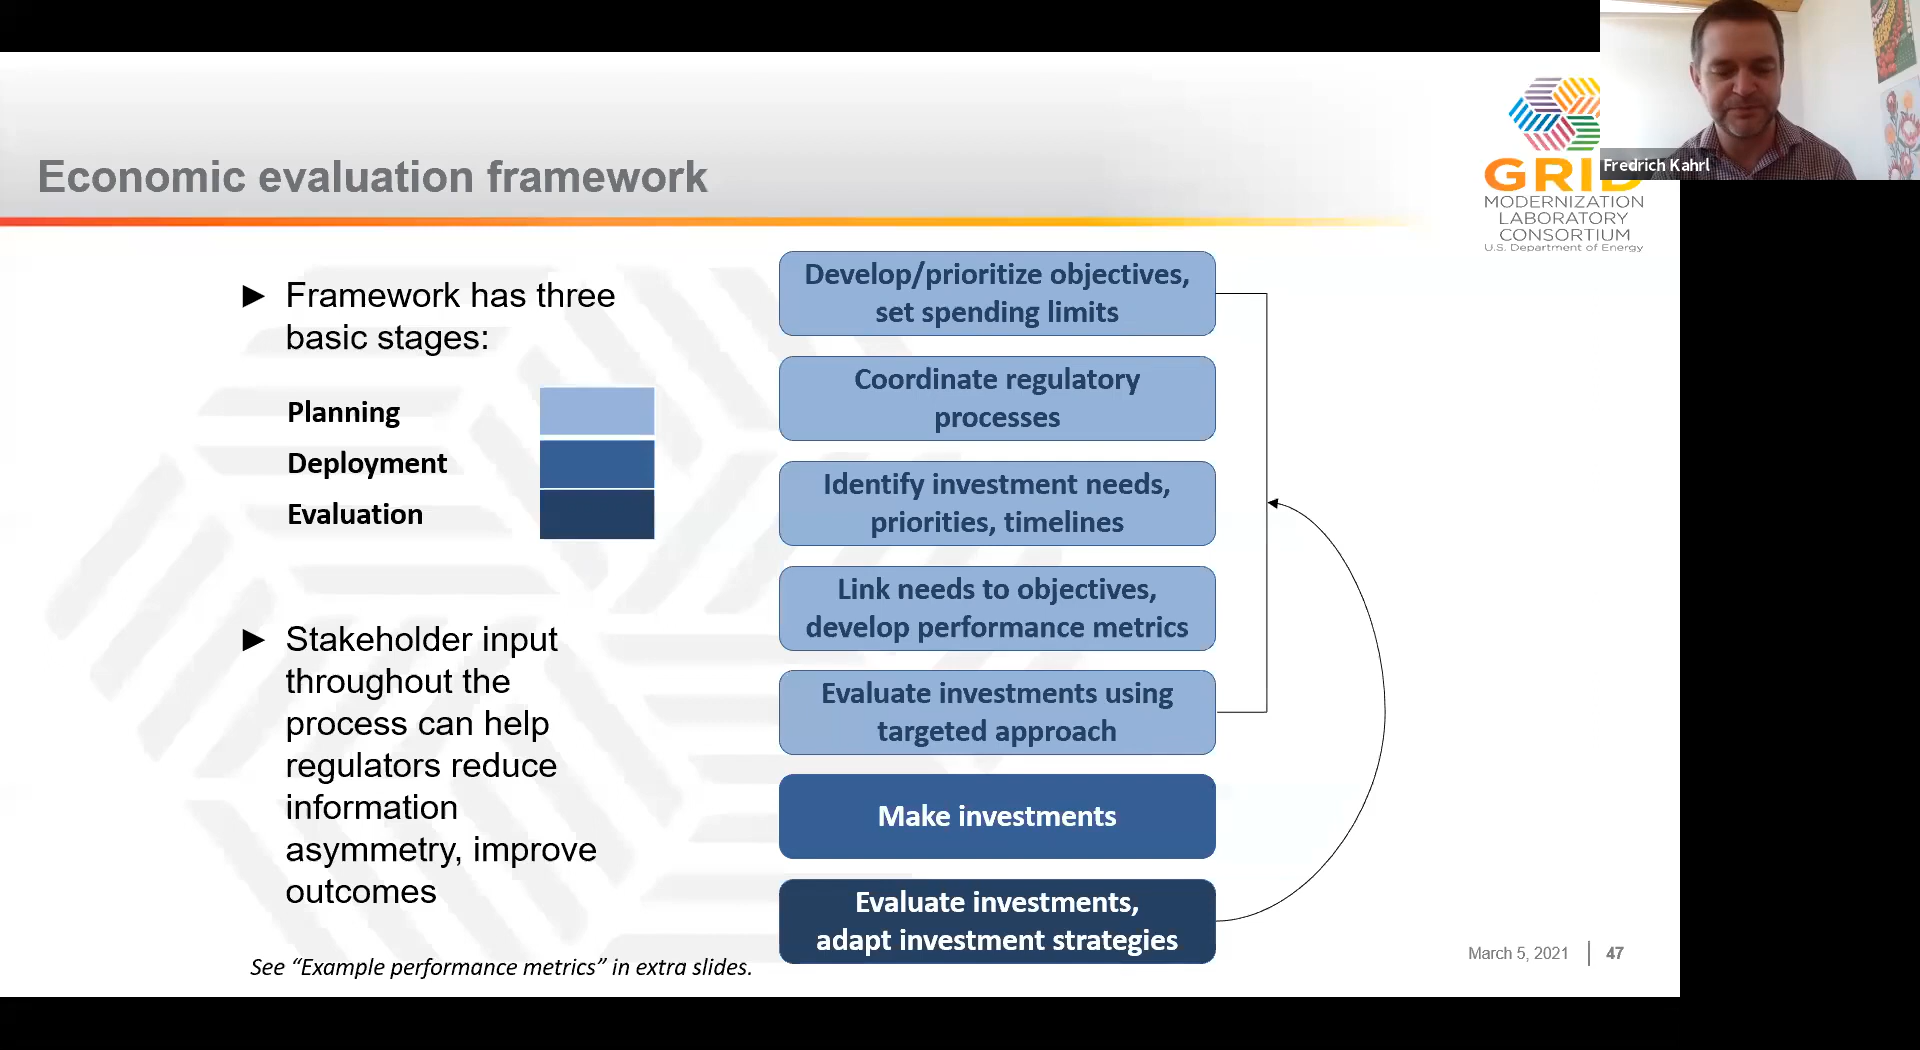 Fredrich Kahrl
GRID
MODERNIZATION
LABORATORY
CONSORTIUM
U.S. Department of Energy
Economic evaluation framework
► Framework has three
basic stages:
Planning
Deployment
Evaluation
► Stakeholder input
throughout the
process can help
regulators reduce
information
asymmetry, improve
outcomes
See “Example performance metrics” in extra slides.
Develop/prioritize objectives,
set spending limits
Coordinate regulatory
processes
Identify investment needs,
priorities, timelines
Link needs to objectives,
develop performance metrics
Evaluate investments using
targeted approach
Make investments
Evaluate investments,
adapt investment strategies
March 5, 2021 | 47